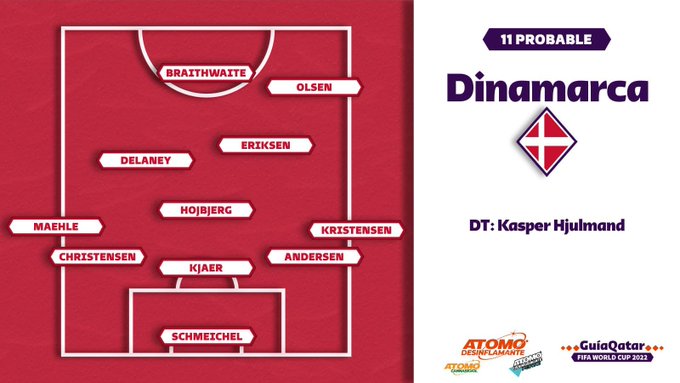 BRAITHWAITE
OLSEN
ERIKSEN
DELANEY
HOJBJERG
MAEHLE
KRISTENSEN
CHRISTENSEN
ANDERSEN
KJAER
SCHMEICHEL
11 PROBABLE
Dinamarca
DT: Kasper Hjulmand
ATOMO
DESINFLAMANTE
ATOMO
GuíaQatar
FIFA WORLD CUP 2022